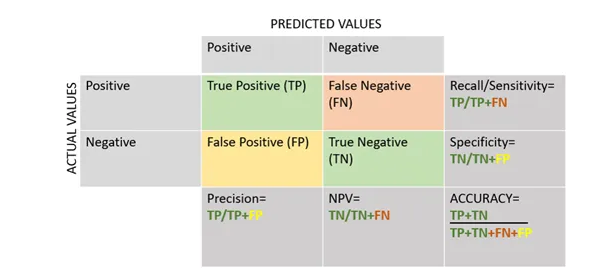 PREDICTED VALUES
Positive
Negative
ACTUAL VALUES
Positive
True Positive (TP)
False Negative
(FN)
Recall/Sensitivity=
TP/TP+FN
Negative
False Positive (FP)
True Negative
(TN)
Specificity=
TN/TN+FP
Precision=
TP/TP+FP
NPV=
TN/TN+FN
ACCURACY=
TP+TN
TP+TN+FN+FP